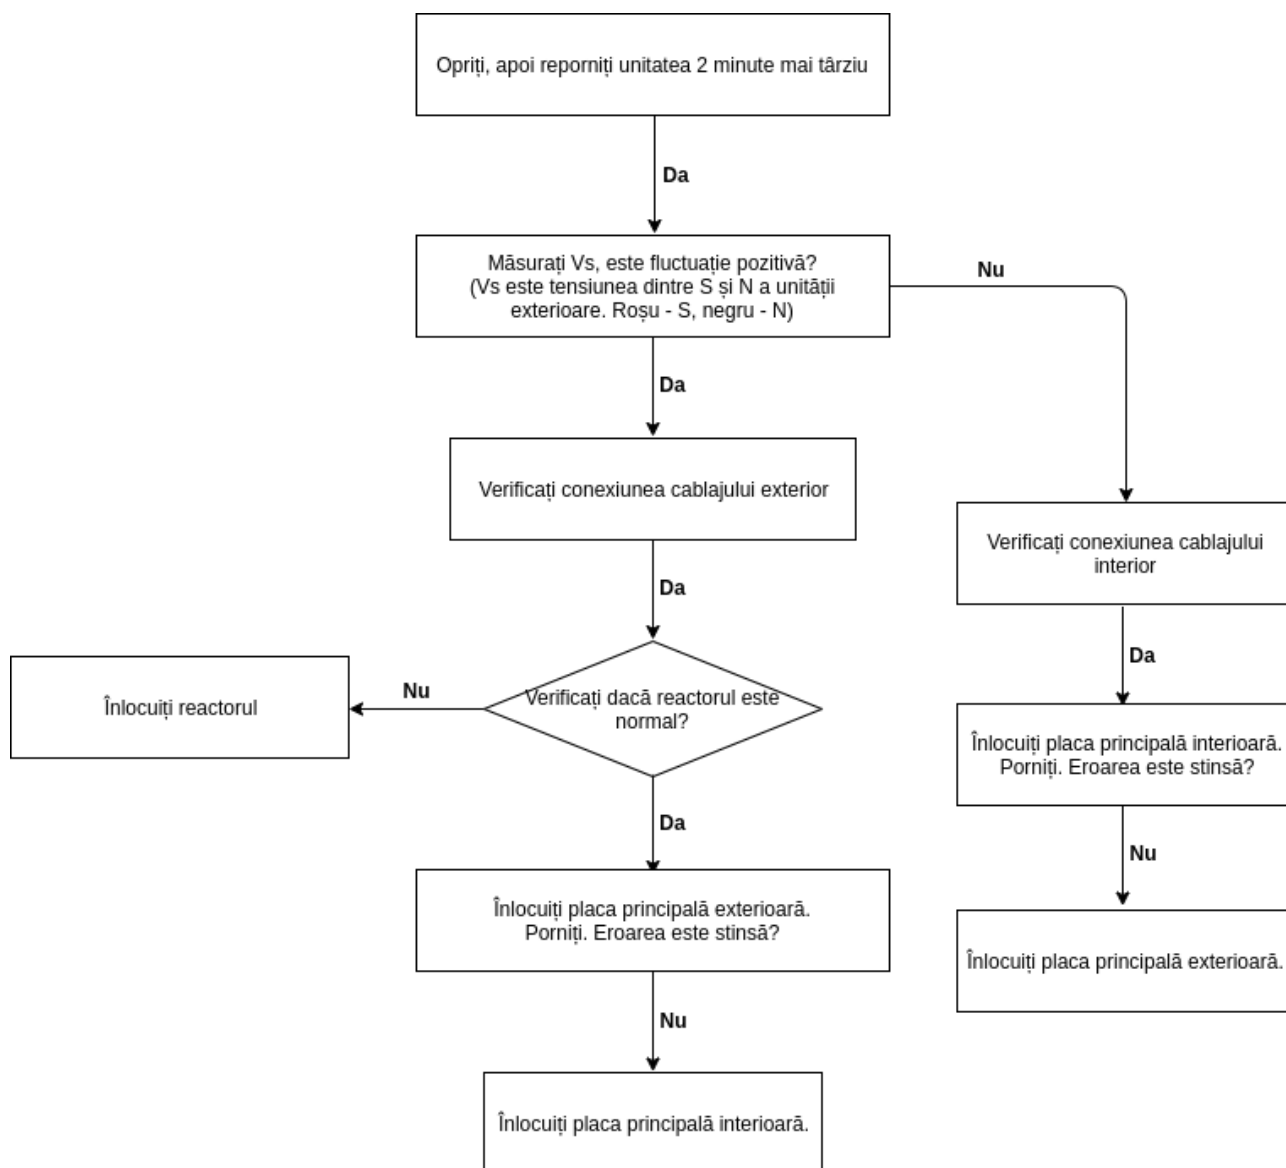 Opriți, apoi reporniți unitatea 2 minute mai târziu
Da
Măsurați Vs, este fluctuație pozitivă?
(Vs este tensiunea dintre S și N a unității
exterioare. Roșu - S, negru - N)
Nu
Da
Verificați conexiunea cablajului exterior
Verificați conexiunea cablajului
interior
Da
Da
Înlocuiți reactorul
Nu
Verificați dacă reactorul este
normal?
Înlocuiți placa principală interioară.
Porniți. Eroarea este stinsă?
Da
Nu
Înlocuiți placa principală exterioară.
Porniți. Eroarea este stinsă?
Înlocuiți placa principală exterioară.
Nu
Înlocuiți placa principală interioară.